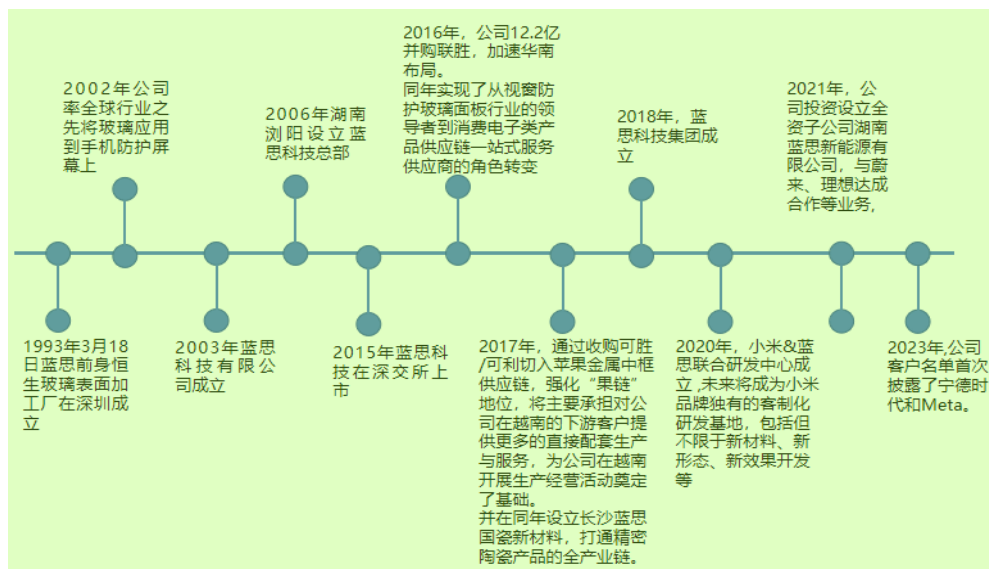 1993年3月18
日蓝思前身恒
生玻璃表面加
工厂在深圳成
立
2002年公司
率全球行业之
先将玻璃应用
到手机防护屏
幕上
2003年蓝思
科技有限公
司成立
2006年湖南
浏阳设立蓝
思科技总部
2015年蓝思科
技在深交所上
市
2016年，公司12.2亿
并购联胜，加速华南
布局。
同年实现了从视窗防
护玻璃面板行业的领
导者到消费电子类产
品供应链一站式服务
供应商的角色转变
2017年，通过收购可胜
/可利切入苹果金属中框
供应链，强化“果链”
地位，将主要承担对公
司在越南的下游客户提
供更多的直接配套生产
与服务，为公司在越南
开展生产经营活动奠定
了基础。
并在同年设立长沙蓝思
国瓷新材料，打通精密
陶瓷产品的全产业链。
2018年，蓝
思科技集团成
立
2020年，小米&蓝
思联合研发中心成
立,未来将成为小米
品牌独有的客制化
研发基地，包括但
不限于新材料、新
形态、新效果开发
等
2021年，公
司投资设立全
资子公司湖南
蓝思新能源有
限公司，与蔚
来、理想达成
合作等业务,
2023年,公司
客户名单首次
披露了宁德时
代和Meta。